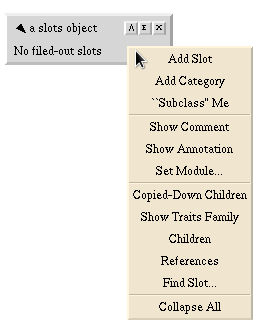 a slots object A E X
No filed-out slots
Add Slot
Add Category
``Subclass'' Me
Show Comment
Show Annotation
Set Module...
Copied-Down Children
Show Traits Family
Children
References
Find Slot...
Collapse All